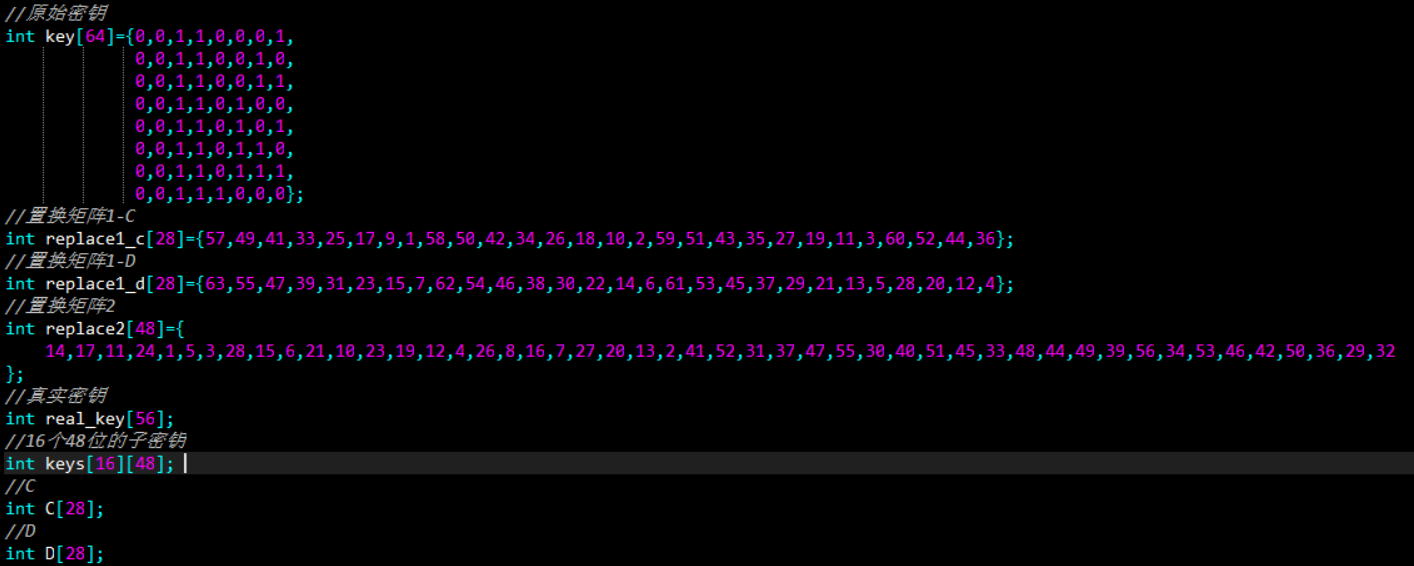 //原始密钥
int key[64]={0,0,1,1,0,0,0,1,
0,0,1,1,0,0,1,0,
0,0,1,1,0,0,1,1,
0,0,1,1,0,1,0,0,
0,0,1,1,0,1,0,1,
0,0,1,1,0,1,1,0,
0,0,1,1,0,1,1,1,
0,0,1,1,1,0,0,0};
//置换矩阵1-C
int replace1_c[28]={57,49,41,33,25,17,9,1,58,50,42,34,26,18,10,2,59,51,43,35,27,19,11,3,60,52,44,36};
//置换矩阵1-D
int replace1_d[28]={63,55,47,39,31,23,15,7,62,54,46,38,30,22,14,6,61,53,45,37,29,21,13,5,28,20,12,4};
//置换矩阵2
int replace2[48]={
14,17,11,24,1,5,3,28,15,6,21,10,23,19,12,4,26,8,16,7,27,20,13,2,41,52,31,37,47,55,30,40,51,45,33,48,44,49,39,56,34,53,46,42,50,36,29,32
};
//真实密钥
int real_key[56];
//16个48位的子密钥
int keys[16][48];
//C
int C[28];
//D
int D[28];